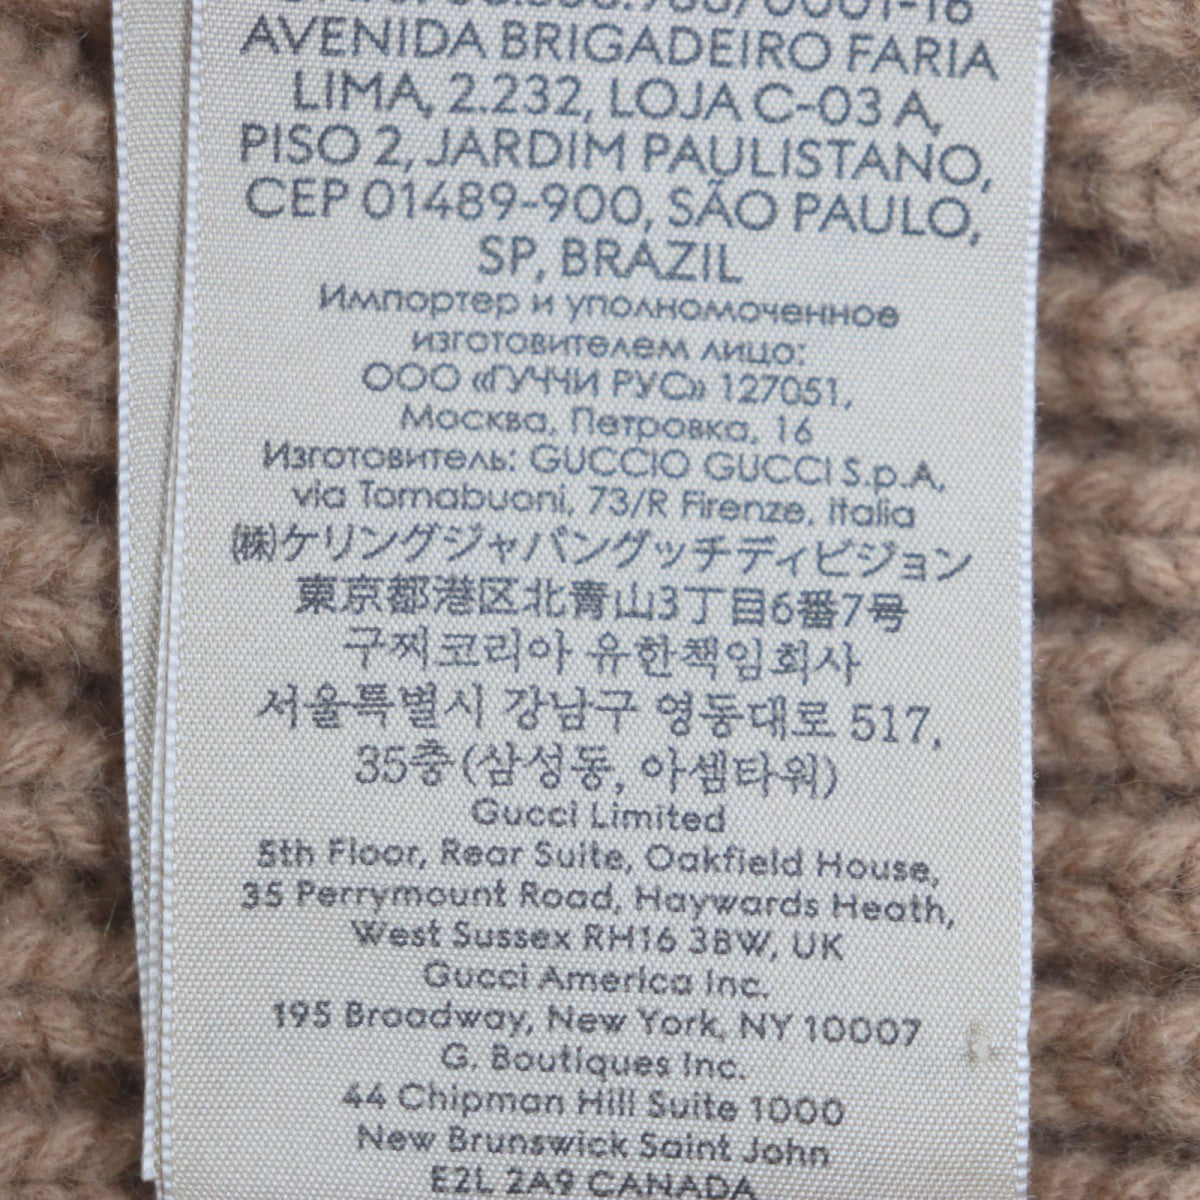 AVENIDA BRIGADEIRO FARIA
LIMA, 2.232, LOJA C-03 A,
PISO 2, JARDIM PAULISTANO,
CEP 01489-900, SÃO PAULO,
SP, BRAZIL
Импортер и уполномоченное
изготовителем лицо:
ООО «ГУЧЧИ РУС» 127051,
Москва, Петровка, 16
Изготовитель: GUCCIO GUCCI S.p.A,
via Tornabuoni, 73/R Firenze, Italia
(株)ケリングジャパングッチディビジョン
東京都港区北青山3丁目6番7号
구찌코리아 유한책임회사
서울특별시 강남구 영동대로 517,
35층(삼성동, 아셈타워)
Gucci Limited
5th Floor, Rear Suite, Oakfield House,
35 Perrymount Road, Haywards Heath,
West Sussex RH16 3BW, UK
Gucci America Inc.
195 Broadway, New York, NY 10007
G. Boutiques Inc.
44 Chipman Hill Suite 1000
New Brunswick Saint John
E2L 2A9 CANADA